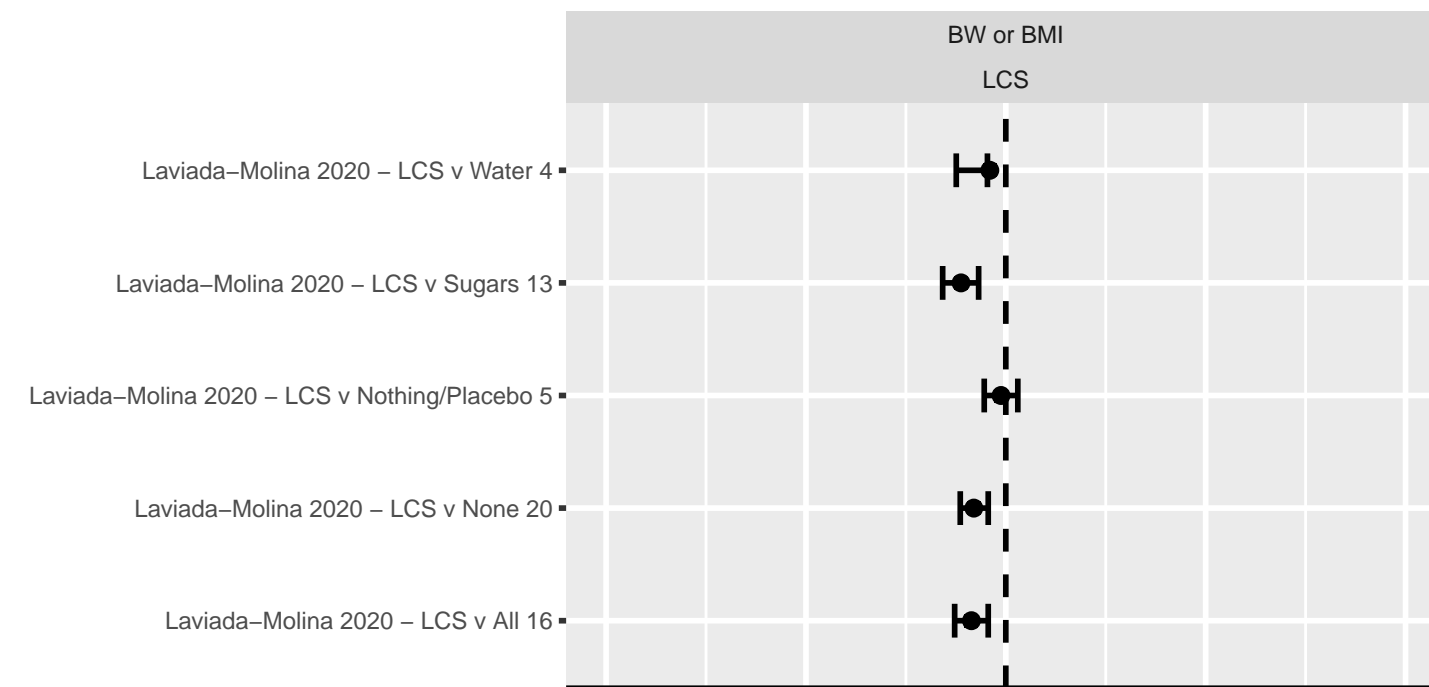 BW or BMI
LCS
Laviada−Molina 2020 − LCS v Water 4
Laviada−Molina 2020 − LCS v Sugars 13
Laviada−Molina 2020 − LCS v Nothing/Placebo 5
Laviada−Molina 2020 − LCS v None 20
Laviada−Molina 2020 − LCS v All 16